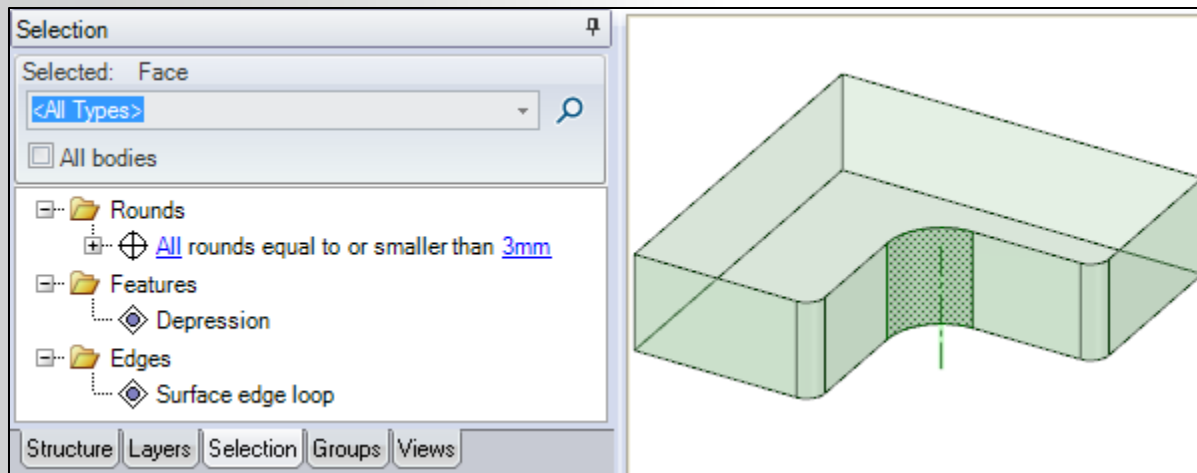 Selection
Selected: Face
<All Types>
All bodies
Rounds
All rounds equal to or smaller than 3mm
Features
Depression
Edges
Surface edge loop
Structure Layers Selection Groups Views